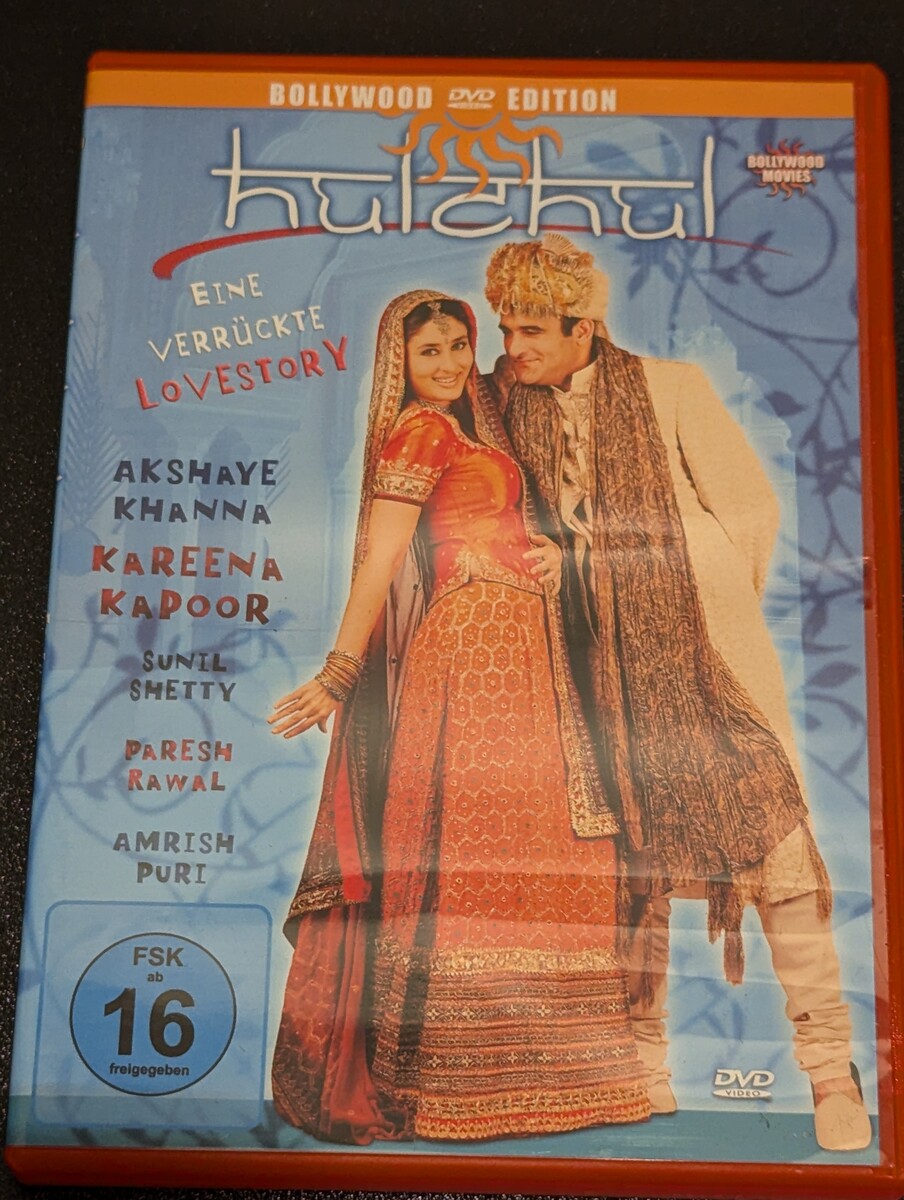 BOLLYWOOD DVD EDITION
hulchul
BOLLYWOOD
MOVIES
EINE
VERRÜCKTE
LOVESTORY
AKSHAYE
KHANNA
KAREENA
KAPOOR
SUNIL
SHETTY
PARESH
RAWAL
AMRISH
PURI
FSK
ab
16
freigegeben
DVD
VIDEO